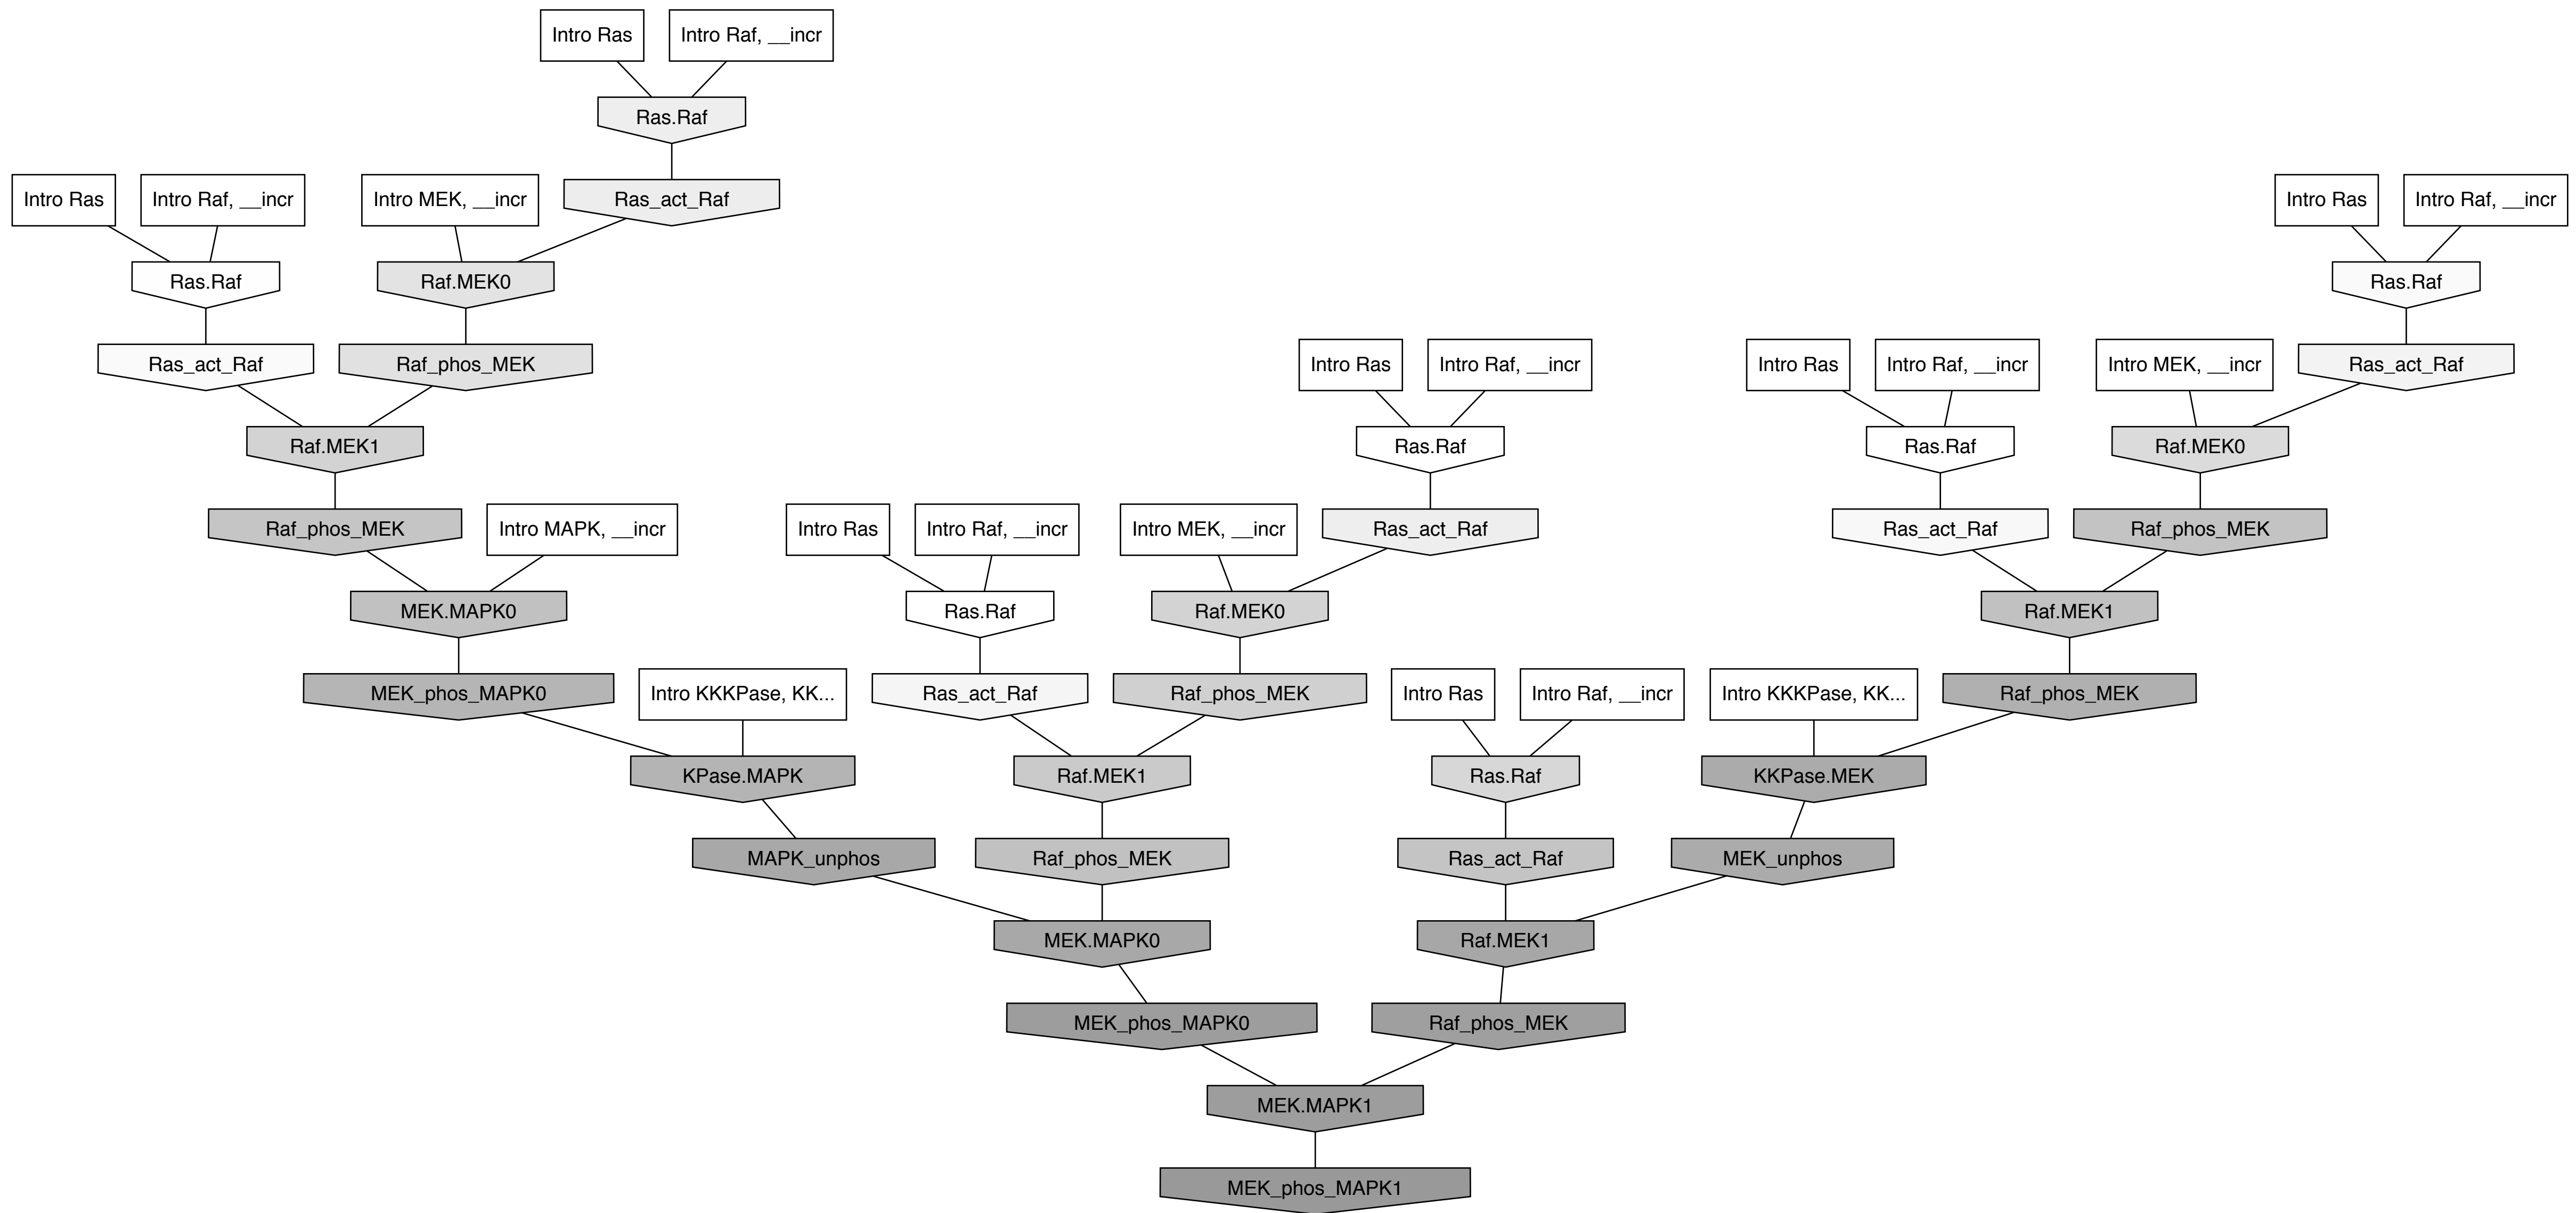 Intro Ras
Intro Raf, __incr
Ras.Raf
Intro Ras
Intro Raf, __incr
Intro MEK, __incr
Ras_act_Raf
Intro Ras
Intro Raf, __incr
Ras.Raf
Raf.MEK0
Ras.Raf
Ras_act_Raf
Raf_phos_MEK
Intro Ras
Intro Raf, __incr
Intro Ras
Intro Raf, __incr
Intro MEK, __incr
Ras_act_Raf
Raf.MEK1
Ras.Raf
Ras.Raf
Raf.MEK0
Raf_phos_MEK
Intro MAPK, __incr
Intro Ras
Intro Raf, __incr
Intro MEK, __incr
Ras_act_Raf
Ras_act_Raf
Raf_phos_MEK
MEK.MAPK0
Ras.Raf
Raf.MEK0
Raf.MEK1
MEK_phos_MAPK0
Intro KKKPase, KK...
Ras_act_Raf
Raf_phos_MEK
Intro Ras
Intro Raf, __incr
Intro KKKPase, KK...
Raf_phos_MEK
KPase.MAPK
Raf.MEK1
Ras.Raf
KKPase.MEK
MAPK_unphos
Raf_phos_MEK
Ras_act_Raf
MEK_unphos
MEK.MAPK0
Raf.MEK1
MEK_phos_MAPK0
Raf_phos_MEK
MEK.MAPK1
MEK_phos_MAPK1